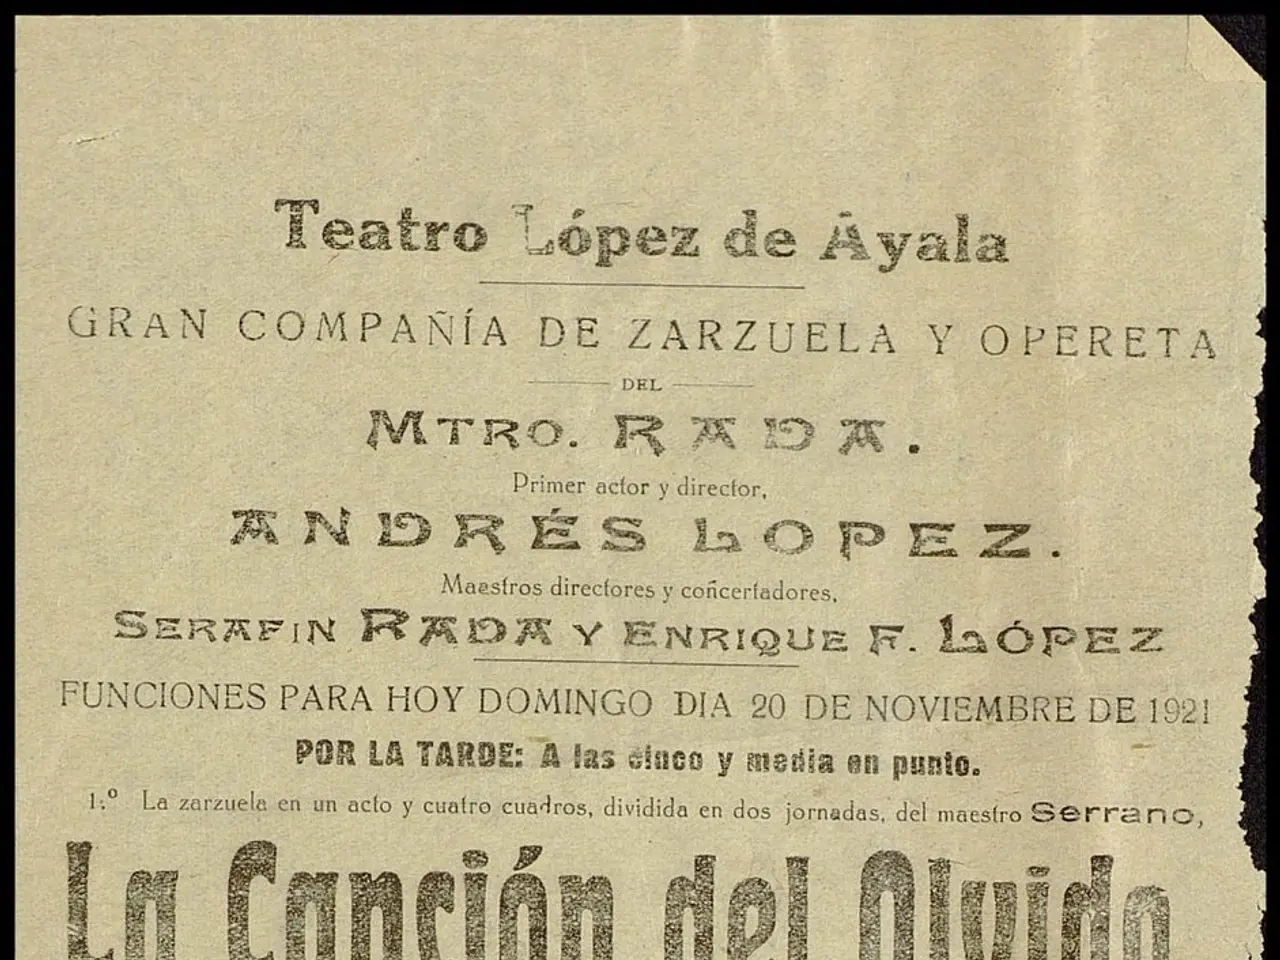 Teatro López de Ayala
GRAN COMPAÑÍA DE ZARZUELA Y OPERETA
DEL
MTRO. RADA.
Primer actor y director,
ANDRÉS LOPEZ.
Maestros directores y concertadores,
SERAFIN RADA Y ENRIQUE F. LÓPEZ
FUNCIONES PARA HOY DOMINGO DIA 20 DE NOVIEMBRE DE 1921
POR LA TARDE: A las cinco y media en punto.
1.º La zarzuela en un acto y cuatro cuadros, dividida en dos jornadas, del maestro Serrano,
La Canción del Olvido